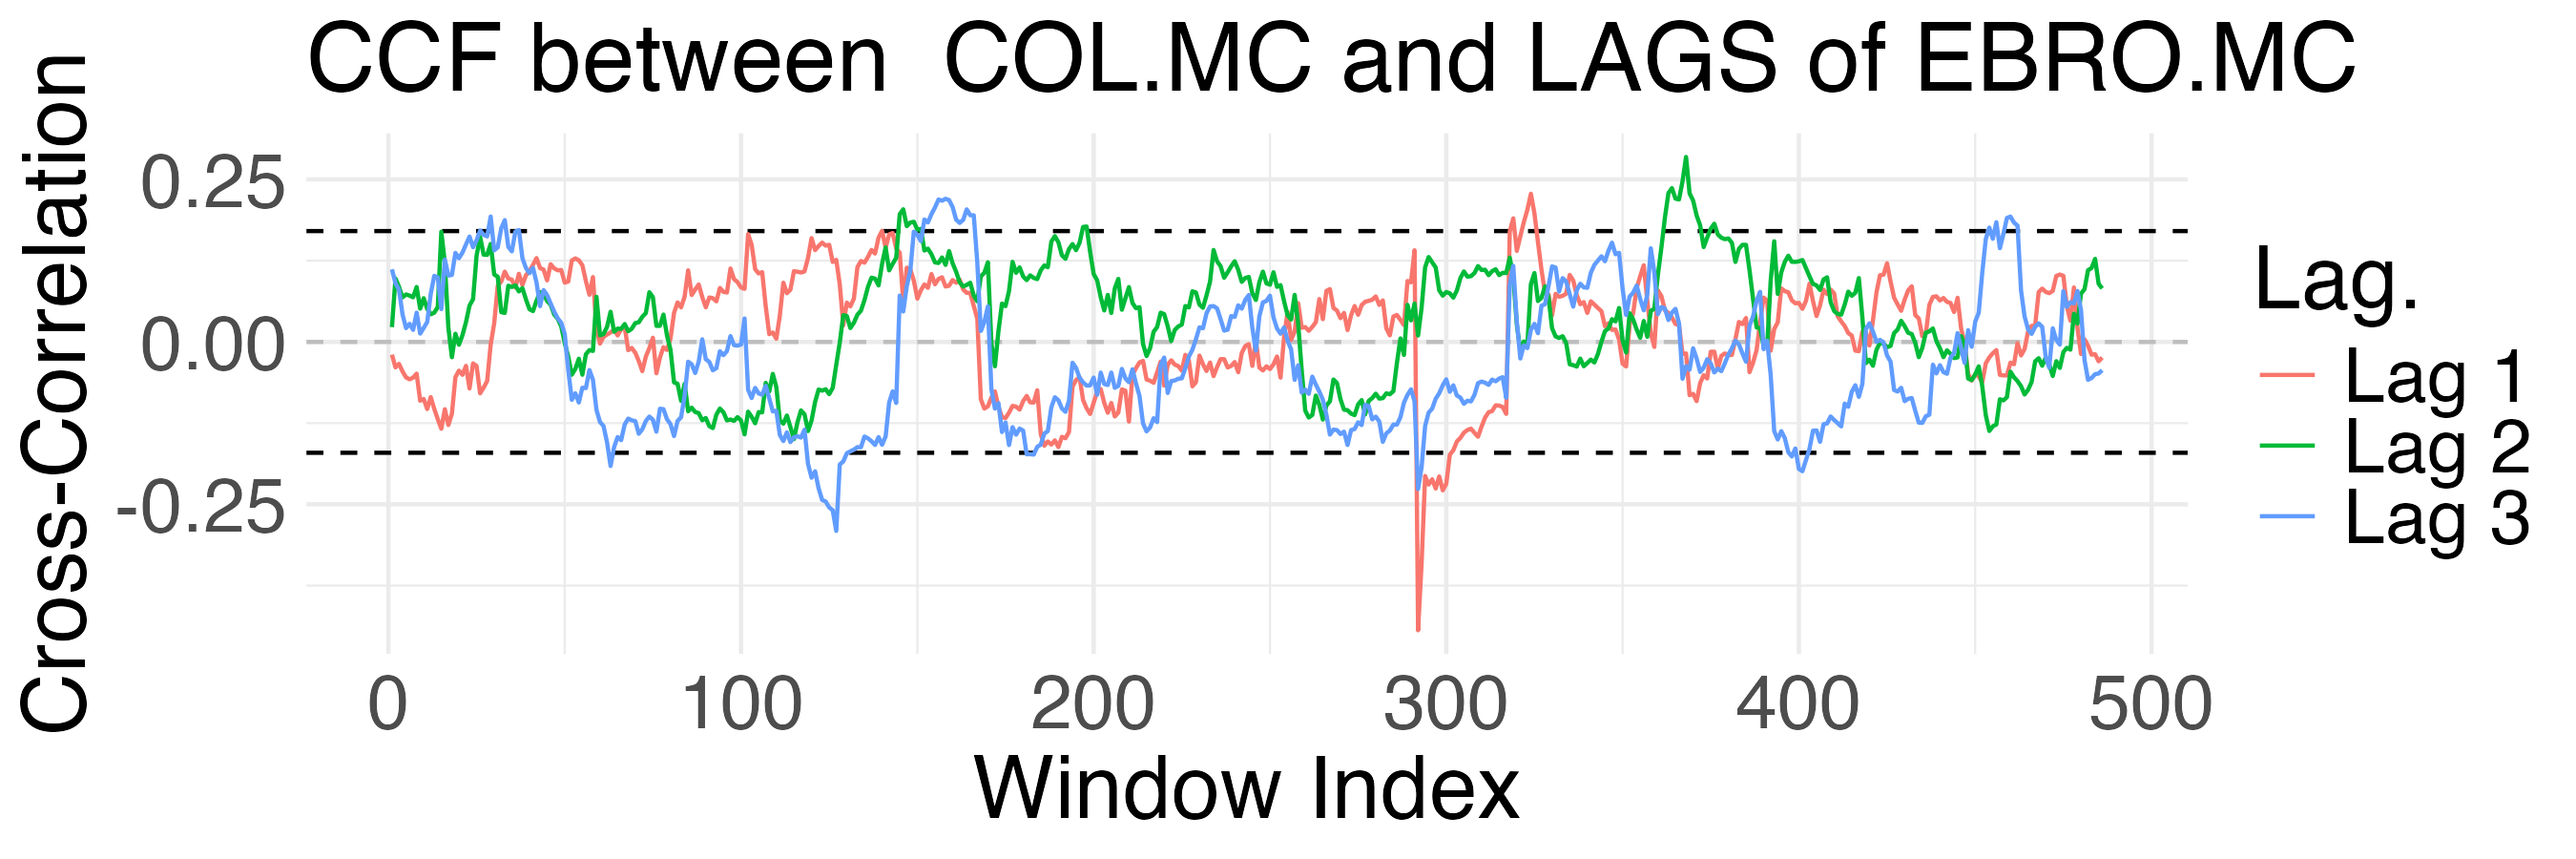 CCF between  COL.MC and LAGS of EBRO.MC
Cross-Correlation
0.25
0.00
-0.25
0 100 200 300 400 500
Window Index
Lag.
Lag 1
Lag 2
Lag 3